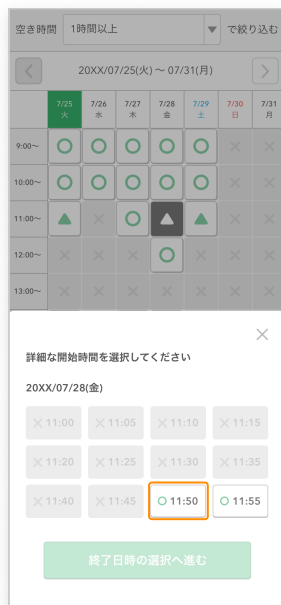 空き時間 1時間以上 ▼ で絞り込む
< 20XX/07/25(火)~ 07/31(月) >
7/25 7/26 7/27 7/28 7/29 7/30 7/31
火 水 木 金 土 日 月
9:00~ ○ ○ ○ ○ ○ × ×
10:00~ ○ ○ ○ ○ ○ × ×
11:00~ ▲ × ○ ▲ ▲ × ×
12:00~ × × × ○ × × ×
13:00~ × × × × × × ×
×
詳細な開始時間を選択してください
20XX/07/28(金)
×11:00 ×11:05 ×11:10 ×11:15
×11:20 ×11:25 ×11:30 ×11:35
×11:40 ×11:45 ○11:50 ○11:55
終了日時の選択へ進む